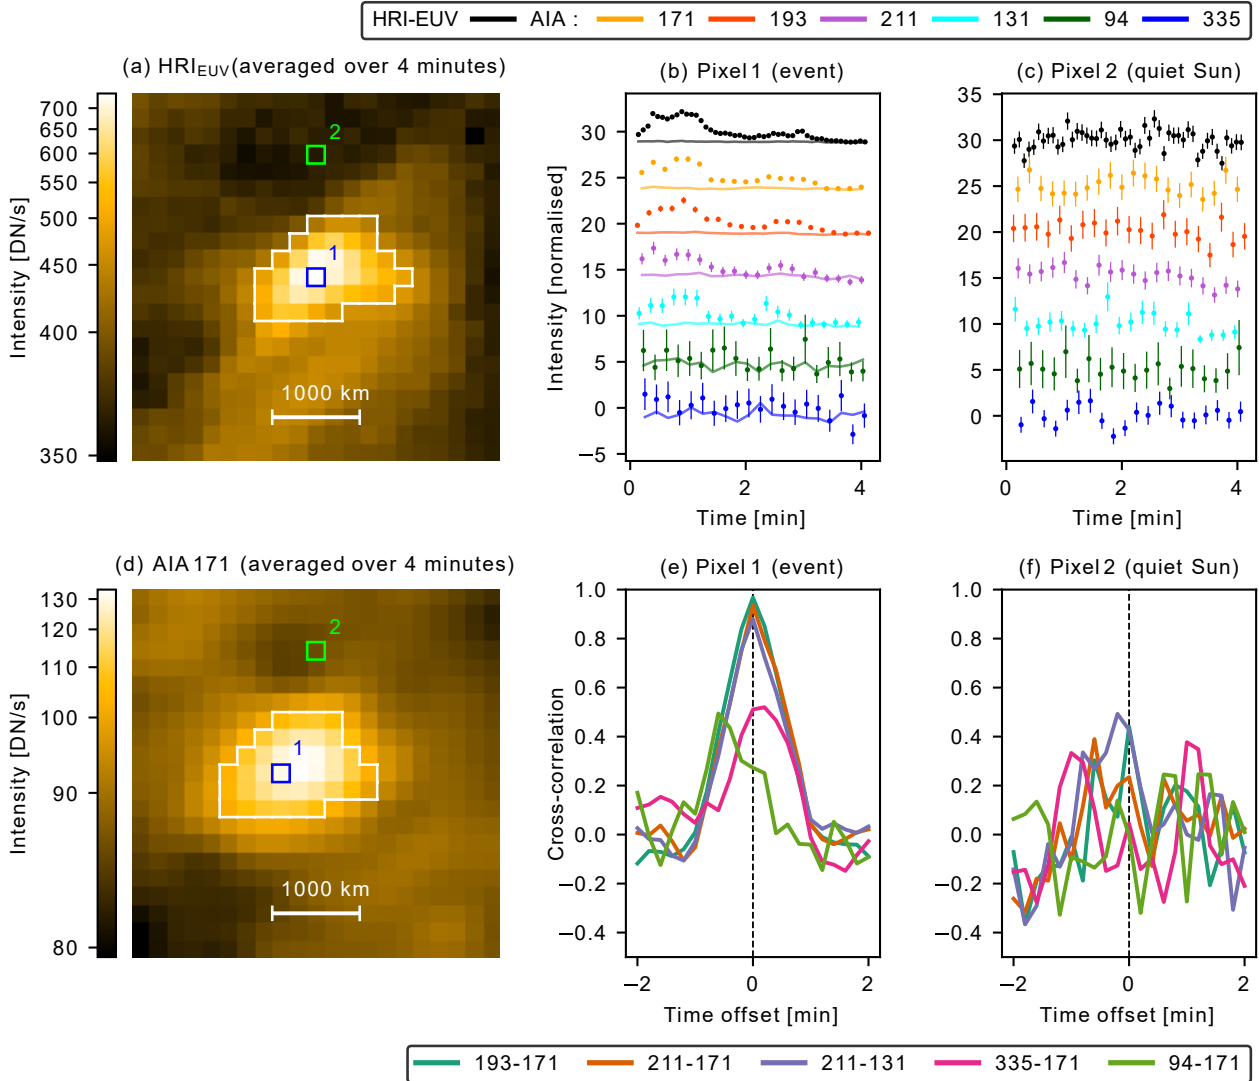 HRI-EUV AIA : 171 193 211 131 94 335
(a) HRI_EUV(averaged over 4 minutes)
Intensity [DN/s]
700
650
600
550
500
450
400
350
2
1
1000 km
(b) Pixel 1 (event)
Intensity [normalised]
30
25
20
15
10
5
0
−5
0 2 4
Time [min]
(c) Pixel 2 (quiet Sun)
35
30
25
20
15
10
5
0
0 2 4
Time [min]
(d) AIA 171 (averaged over 4 minutes)
Intensity [DN/s]
130
120
110
100
90
80
2
1
1000 km
(e) Pixel 1 (event)
Cross-correlation
1.0
0.8
0.6
0.4
0.2
0.0
−0.2
−0.4
−2 0 2
Time offset [min]
(f) Pixel 2 (quiet Sun)
1.0
0.8
0.6
0.4
0.2
0.0
−0.2
−0.4
−2 0 2
Time offset [min]
193-171 211-171 211-131 335-171 94-171